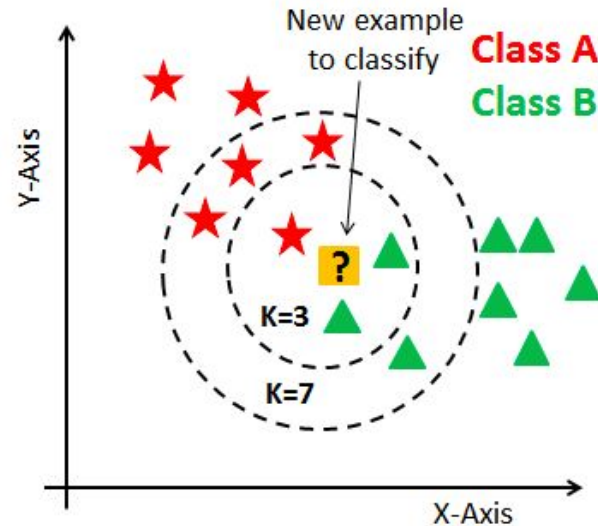 New example
to classify
Class A
Class B
Y-Axis
?
K=3
K=7
X-Axis